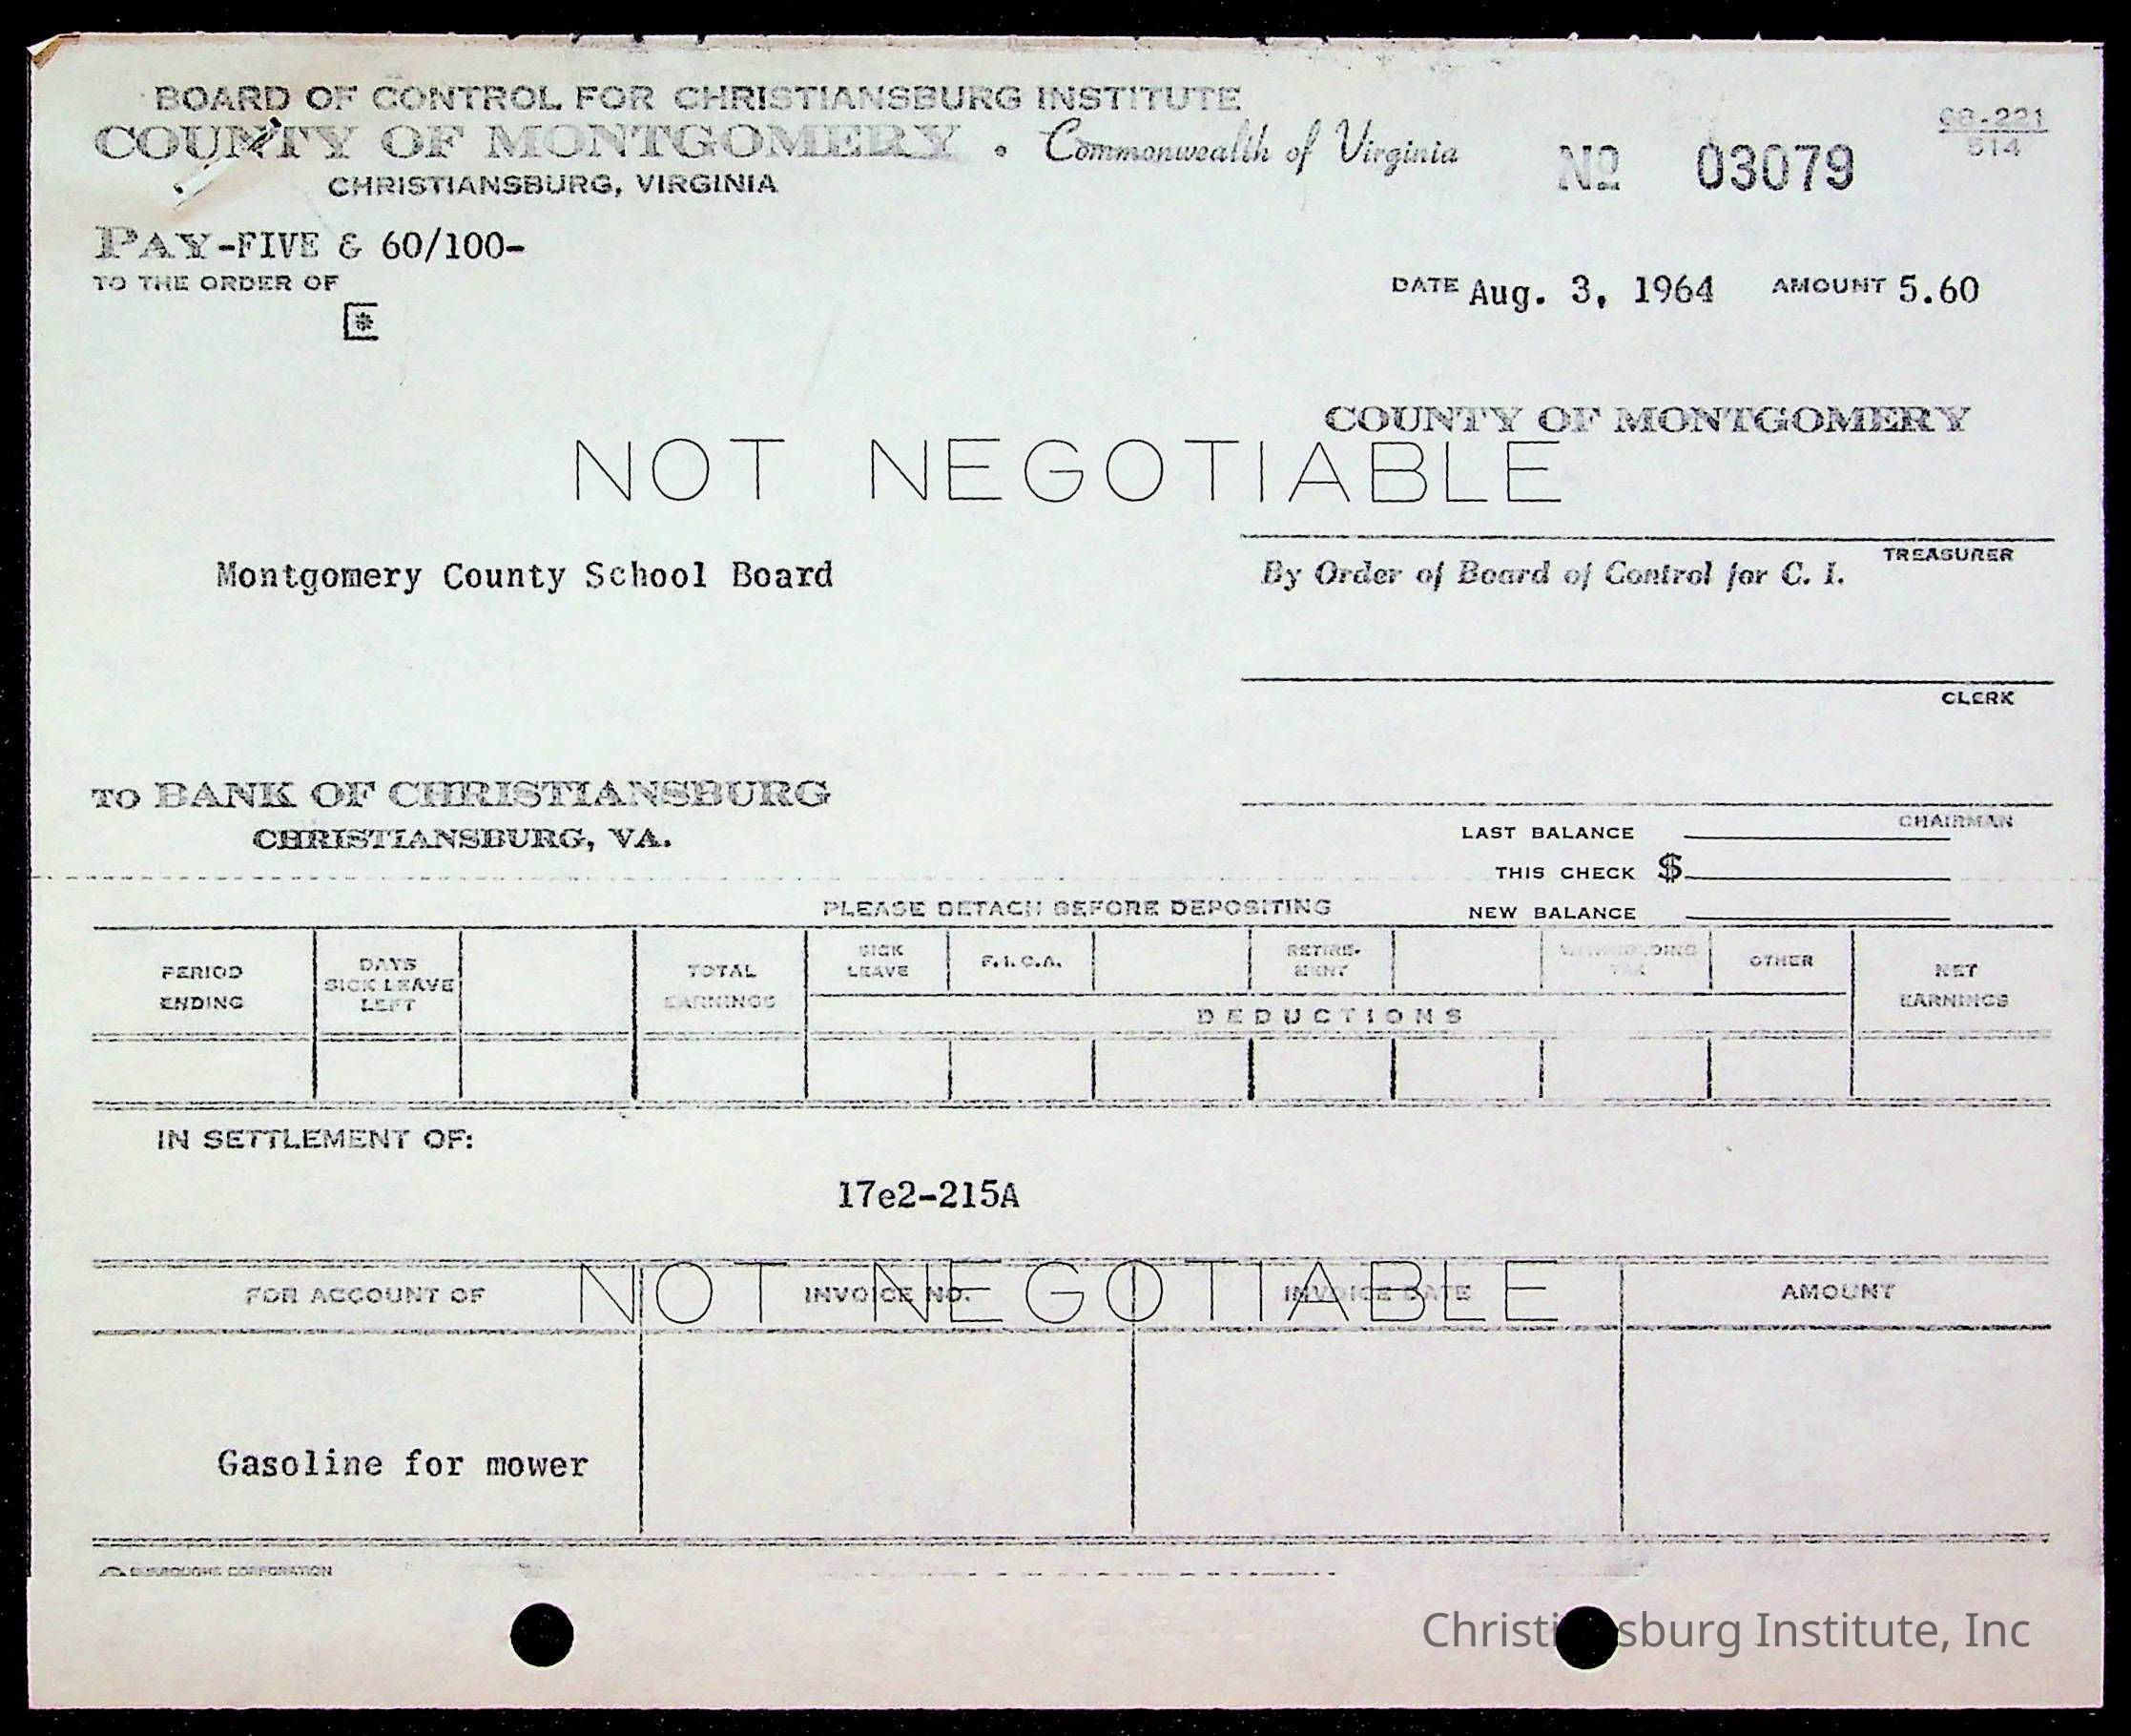 BOARD OF CONTROL FOR CHRISTIANSBURG INSTITUTE
COUNTY OF MONTGOMERY • Commonwealth of Virginia
CHRISTIANSBURG, VIRGINIA
No 03079
68-221
514
PAY-FIVE & 60/100-
TO THE ORDER OF
DATE Aug. 3, 1964 AMOUNT 5.60
COUNTY OF MONTGOMERY
NOT NEGOTIABLE
TREASURER
Montgomery County School Board
By Order of Board of Control for C. I.
CLERK
TO BANK OF CHRISTIANSBURG
CHRISTIANSBURG, VA.
CHAIRMAN
LAST BALANCE
THIS CHECK $
NEW BALANCE
PLEASE DETACH BEFORE DEPOSITING
PERIOD ENDING
DAYS SICK LEAVE LEFT
TOTAL EARNINGS
SICK LEAVE
F.I.C.A.
RETIRE-MENT
WITHHOLDING TAX
OTHER
NET EARNINGS
DEDUCTIONS
IN SETTLEMENT OF:
17e2-215A
NOT NEGOTIABLE
FOR ACCOUNT OF INVOICE NO. INVOICE DATE AMOUNT
Gasoline for mower
BURROUGHS CORPORATION
Christiansburg Institute, Inc